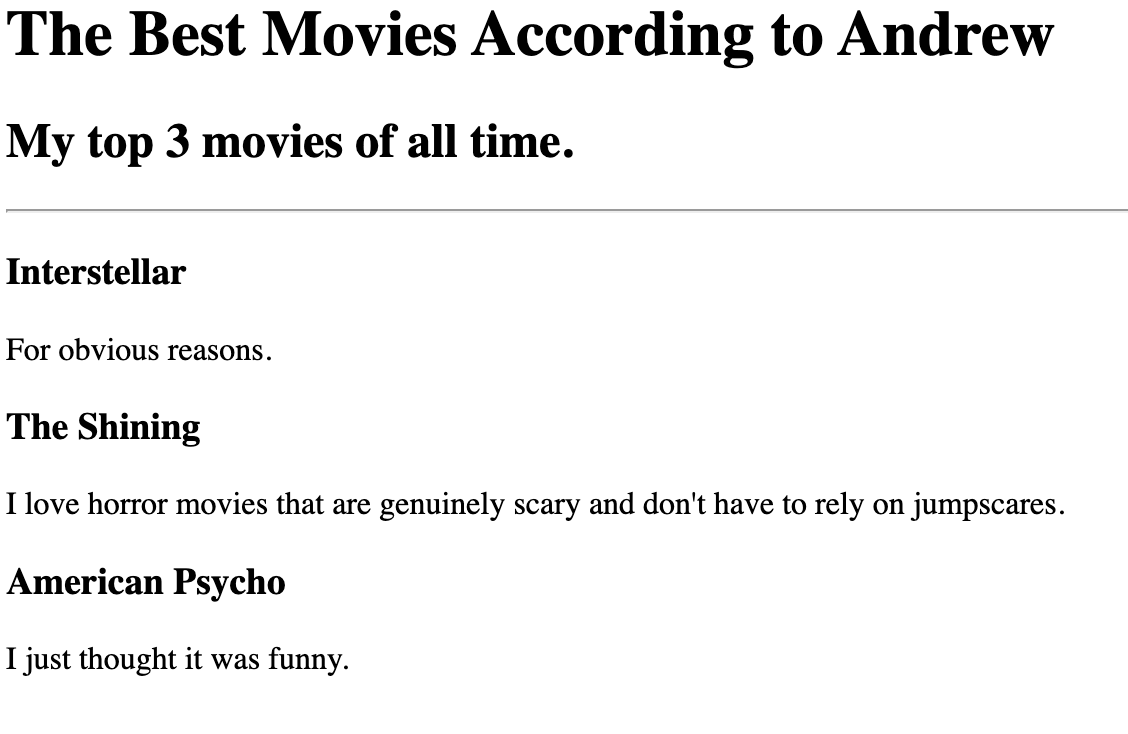 The Best Movies According to Andrew
My top 3 movies of all time.
Interstellar
For obvious reasons.
The Shining
I love horror movies that are genuinely scary and don't have to rely on jumpscares.
American Psycho
I just thought it was funny.